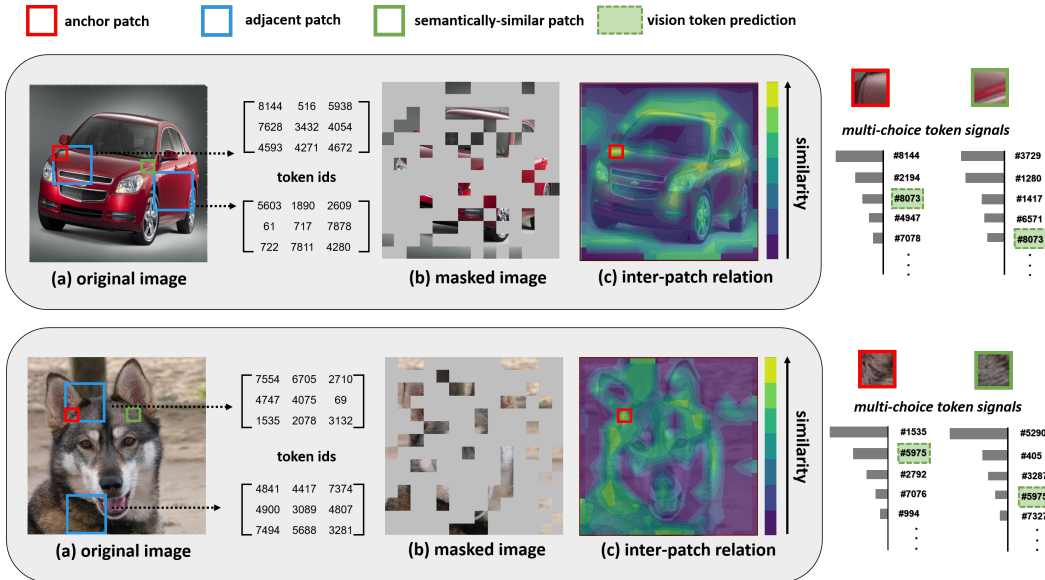 anchor patch adjacent patch semantically-similar patch vision token prediction
8144 516 5938
7628 3432 4054
4593 4271 4672
token ids
5603 1890 2609
61 717 7878
722 7811 4280
(a) original image
(b) masked image
(c) inter-patch relation
similarity
multi-choice token signals
#8144
#2194
#8073
#4947
#7078
#3729
#1280
#1417
#6571
#8073
7554 6705 2710
4747 4075 69
1535 2078 3132
token ids
4841 4417 7374
4900 3089 4807
7494 5688 3281
(a) original image
(b) masked image
(c) inter-patch relation
similarity
multi-choice token signals
#1535
#5975
#2792
#7076
#994
#5290
#405
#3287
#5975
#7327